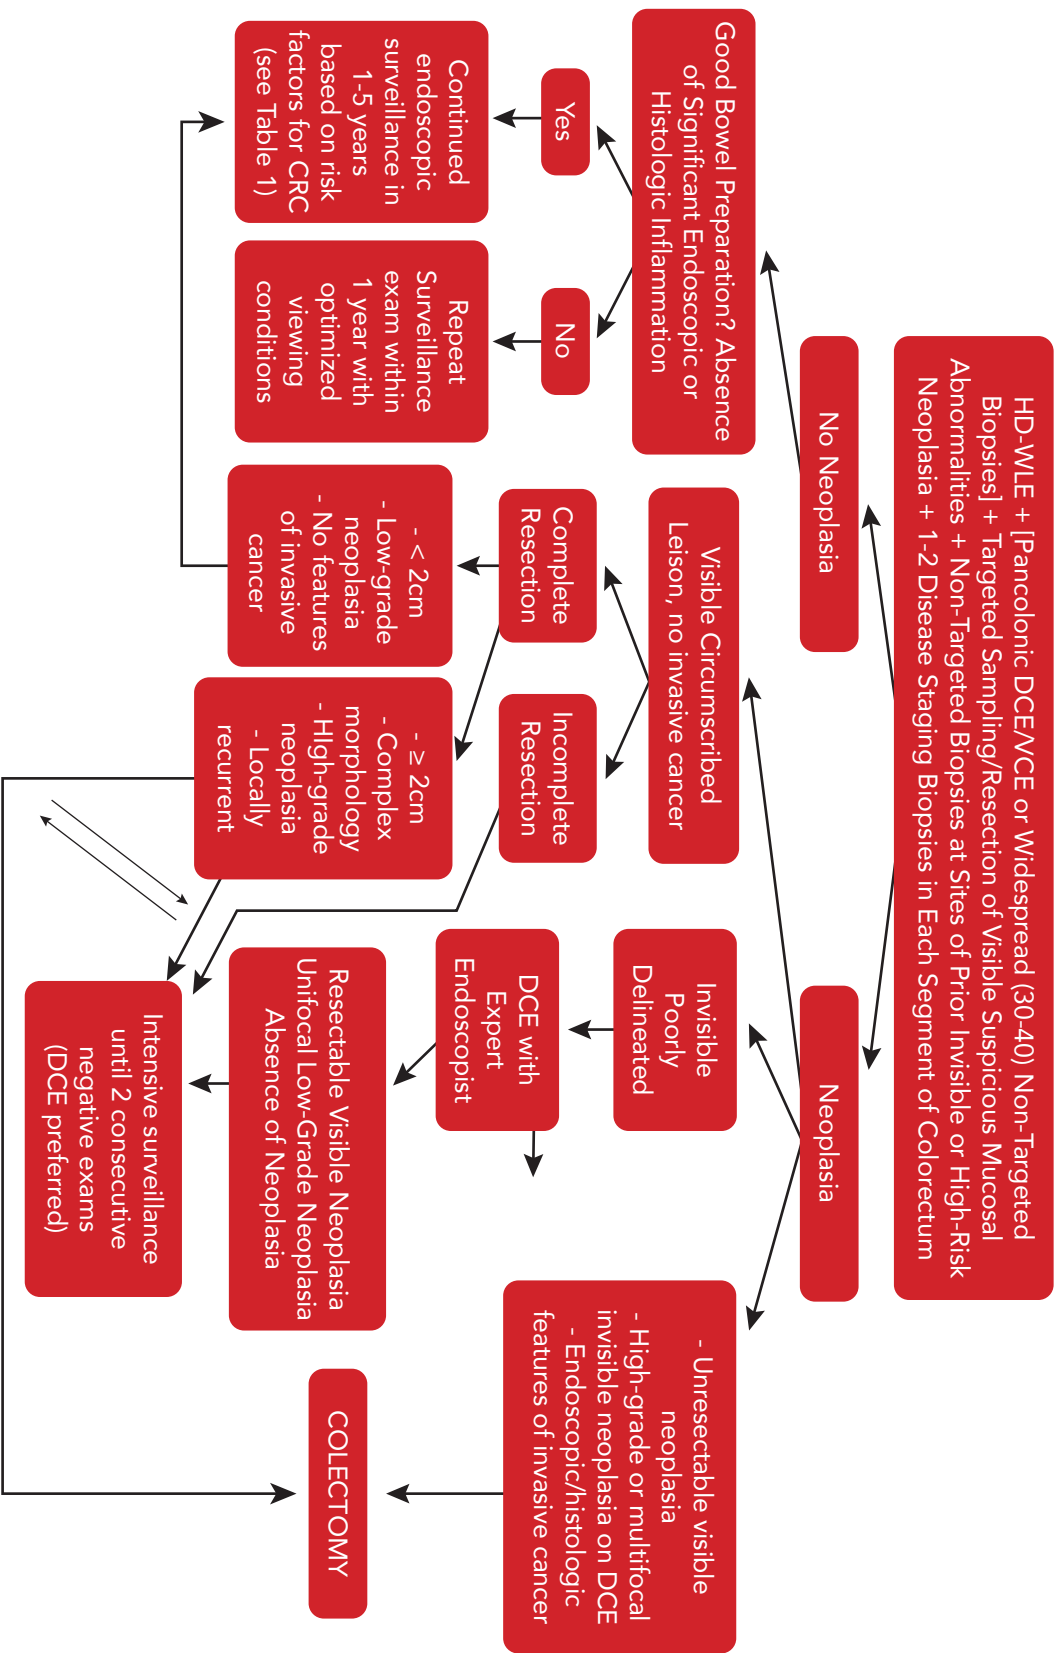 HD-WLE + [Pancolonic DCE/VCE or Widespread (30-40) Non-Targeted
Biopsies] + Targeted Sampling/Resection of Visible Suspicious Mucosal
Abnormalities + Non-Targeted Biopsies at Sites of Prior Invisible or High-Risk
Neoplasia + 1-2 Disease Staging Biopsies in Each Segment of Colorectum
No Neoplasia
Neoplasia
Good Bowel Preparation? Absence
of Significant Endoscopic or
Histologic Inflammation
Yes
No
Continued
endoscopic
surveillance in
1-5 years
based on risk
factors for CRC
(see Table 1)
Repeat
Surveillance
exam within
1 year with
optimized
viewing
conditions
Visible Circumscribed
Leison, no invasive cancer
Complete
Resection
Incomplete
Resection
- < 2cm
- Low-grade
neoplasia
- No features
of invasive
cancer
- ≥ 2cm
- Complex
morphology
- HIgh-grade
neoplasia
- Locally
recurrent
Invisible
Poorly
Delineated
DCE with
Expert
Endoscopist
Resectable Visible Neoplasia
Unifocal Low-Grade Neoplasia
Absence of Neoplasia
Intensive surveillance
until 2 consecutive
negative exams
(DCE preferred)
- Unresectable visible
neoplasia
- High-grade or multifocal
invisible neoplasia on DCE
- Endoscopic/histologic
features of invasive cancer
COLECTOMY